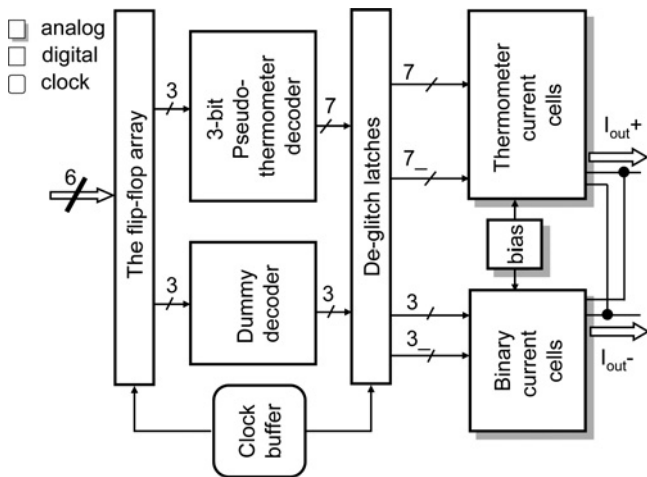 analog
digital
clock
6
The flip-flop array
3
3-bit
Pseudo-
thermometer
decoder
7
3
Dummy
decoder
3
Clock
buffer
De-glitch latches
7
7_
3
3_
Thermometer
current
cells
bias
Binary
current
cells
Iout+
Iout-